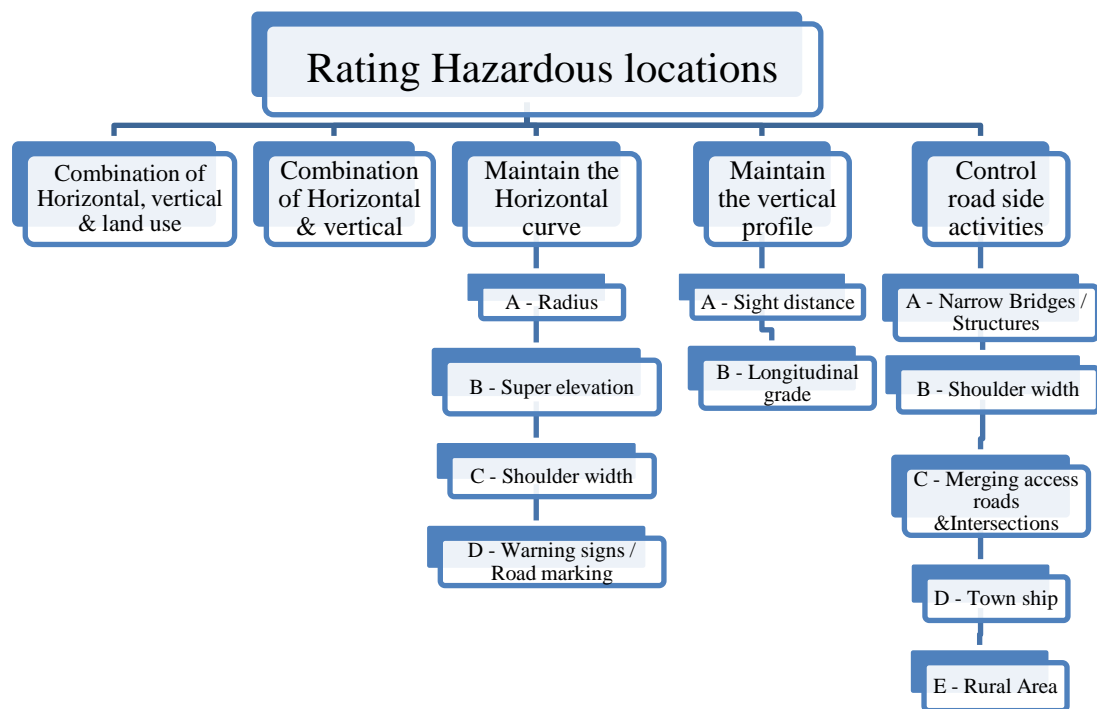 Rating Hazardous locations
Combination of
Horizontal, vertical
& land use
Combination
of Horizontal
& vertical
Maintain the
Horizontal
curve
A - Radius
B - Super elevation
C - Shoulder width
D - Warning signs /
Road marking
Maintain
the vertical
profile
A - Sight distance
B - Longitudinal
grade
Control
road side
activities
A - Narrow Bridges /
Structures
B - Shoulder width
C - Merging access
roads
&Intersections
D - Town ship
E - Rural Area